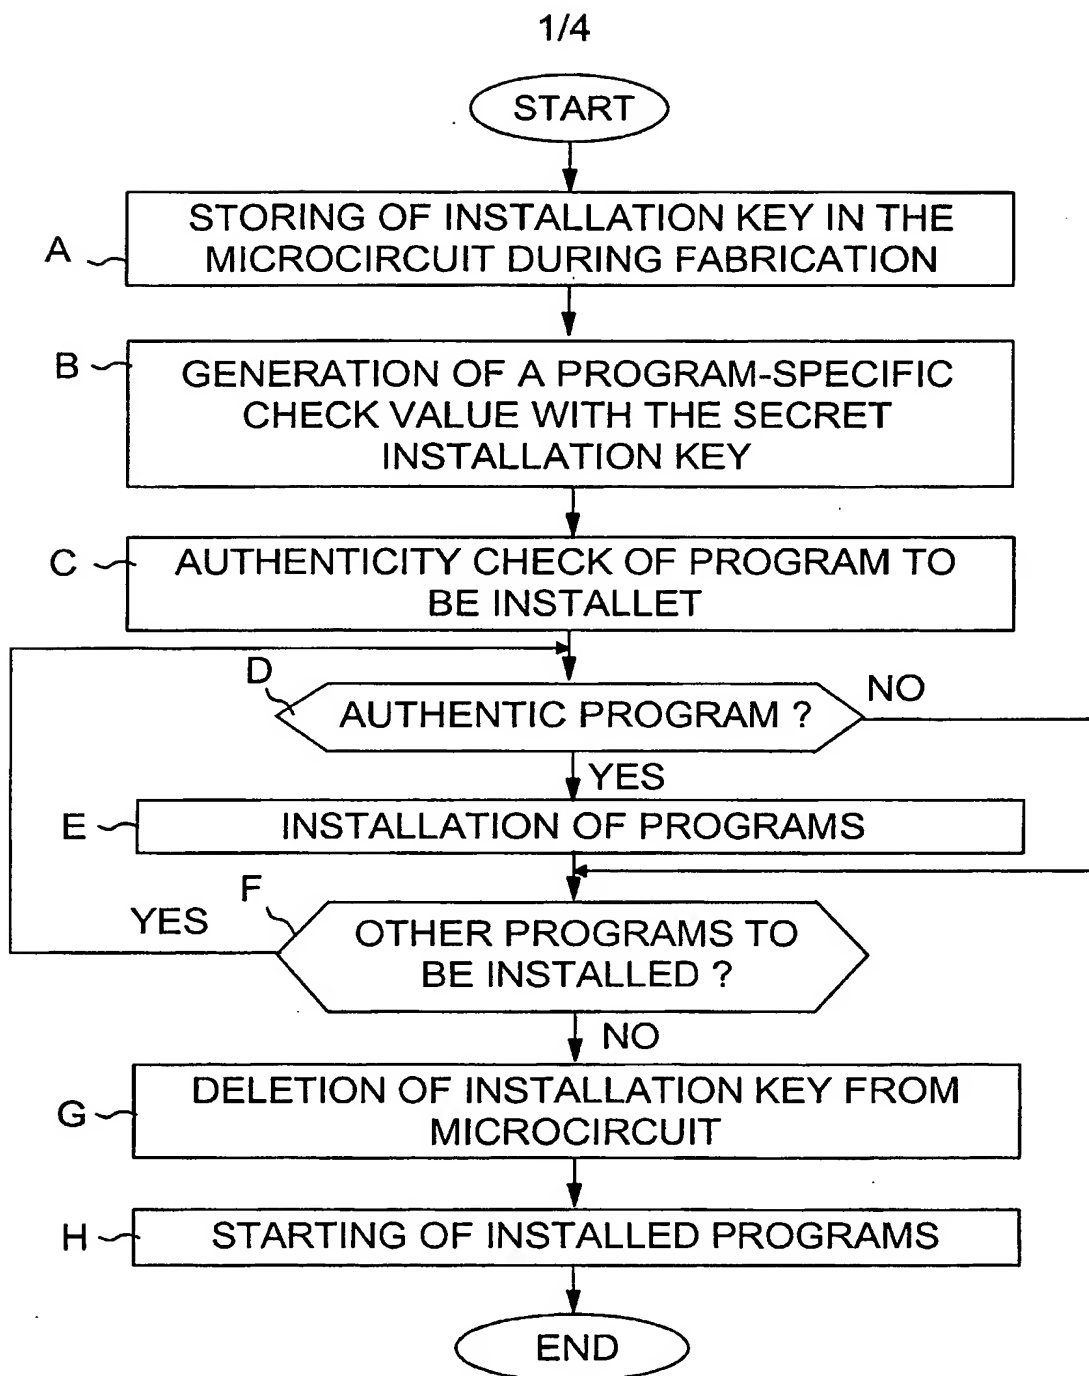 1/4
START
A
STORING OF INSTALLATION KEY IN THE
MICROCIRCUIT DURING FABRICATION
B
GENERATION OF A PROGRAM-SPECIFIC
CHECK VALUE WITH THE SECRET
INSTALLATION KEY
C
AUTHENTICITY CHECK OF PROGRAM TO
BE INSTALLET
D
AUTHENTIC PROGRAM ?
NO
YES
E
INSTALLATION OF PROGRAMS
F
YES
OTHER PROGRAMS TO
BE INSTALLED ?
NO
G
DELETION OF INSTALLATION KEY FROM
MICROCIRCUIT
H
STARTING OF INSTALLED PROGRAMS
END